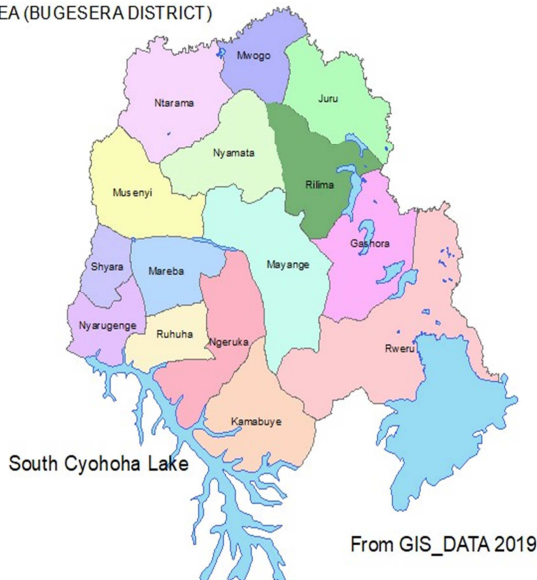 EA (BUGESERA DISTRICT)
Mwogo
Ntarama
Juru
Nyamata
Rilima
Musenyi
Gashora
Shyara
Mareba
Mayange
Nyarugenge
Ruhuha
Ngeruka
Rweru
Kamabuye
South Cyohoha Lake
From GIS_DATA 2019